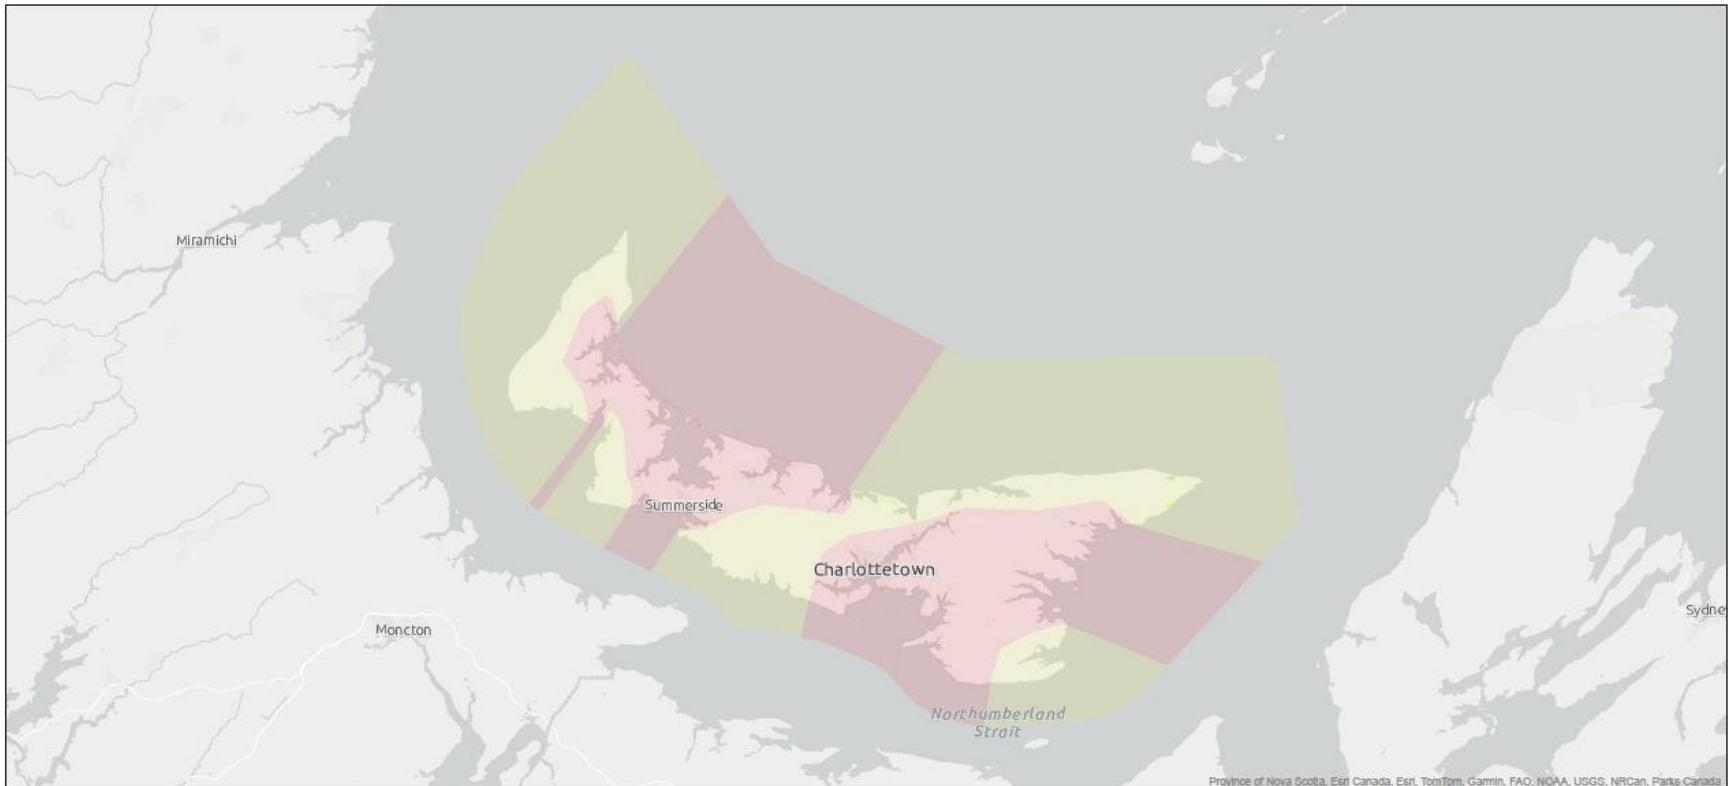 Miramichi
Summerside
Charlottetown
Sydne
Moncton
Northumberland
Strait
Province of Nova Scotia, Esri Canada, Esri, TomTom, Garmin, FAO, NOAA, USGS, NRCan, Parks Canada